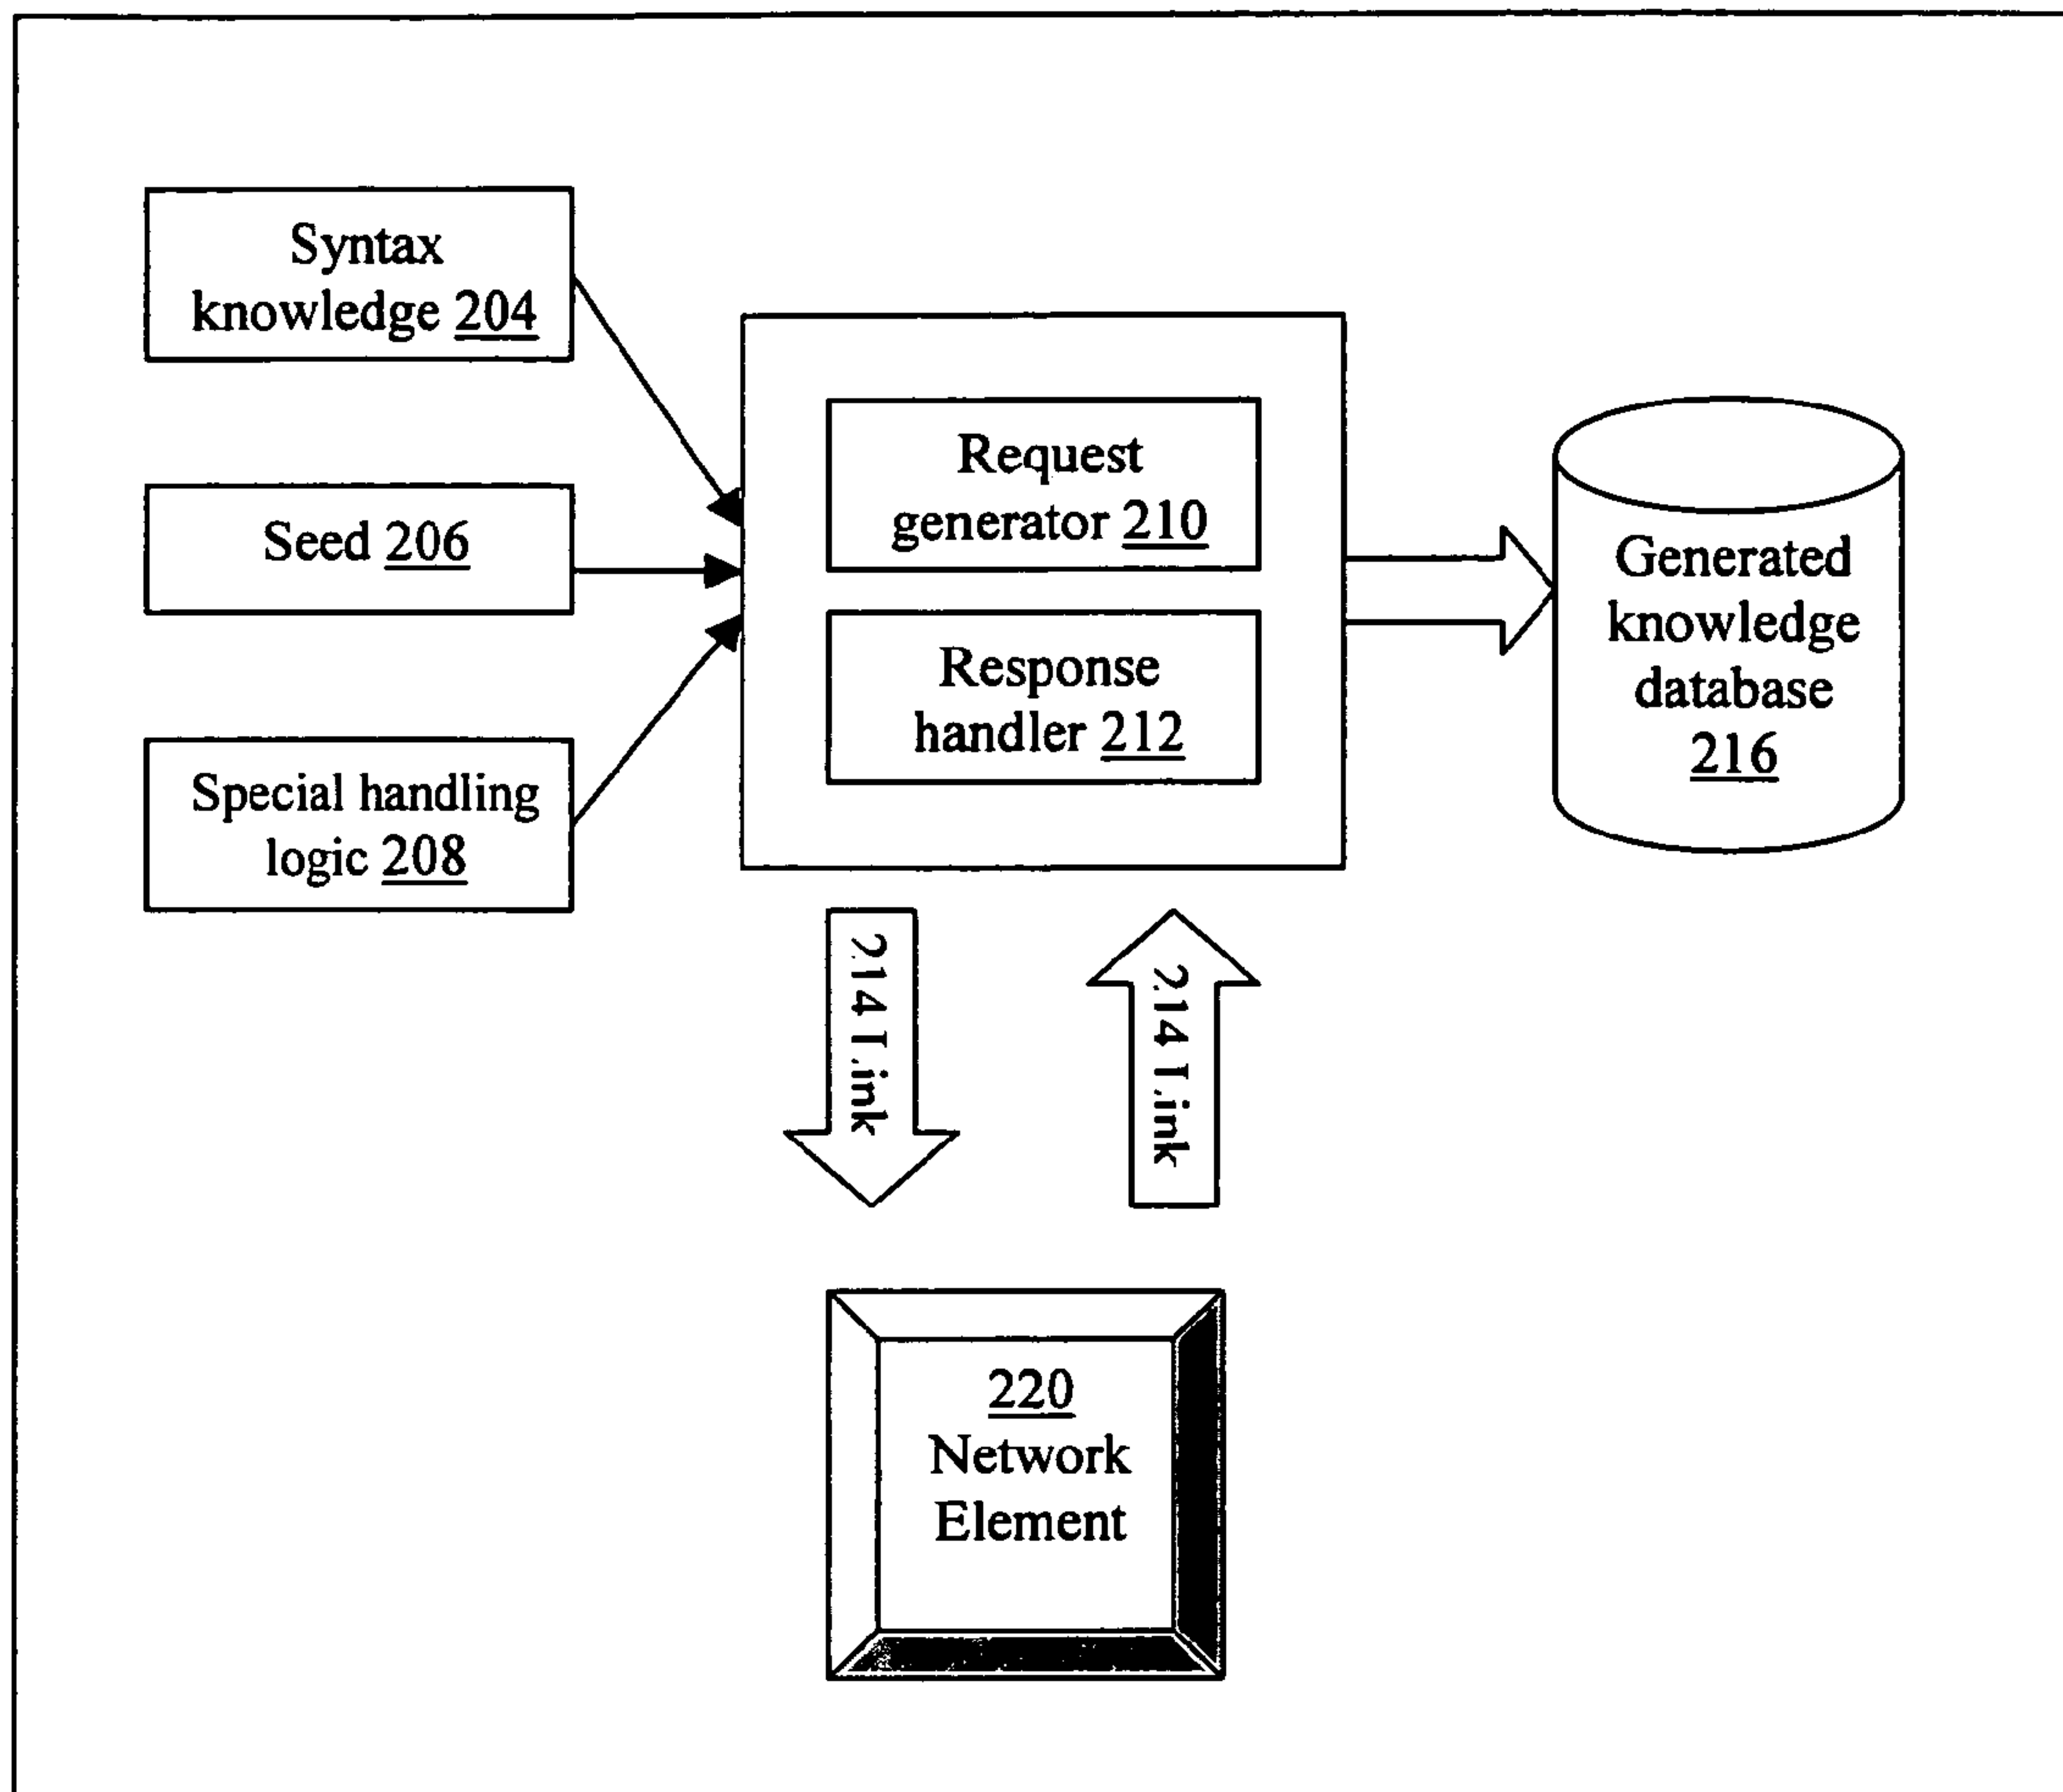 Syntax
knowledge 204
Seed 206
Special handling
logic 208
Request
generator 210
Response
handler 212
Generated
knowledge
database
216
214 Link
214 Link
220
Network
Element